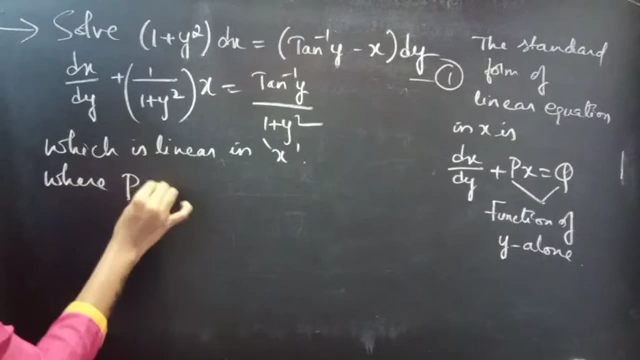 → Solve (1+y²) dx = (Tan⁻¹y - x) dy — ①
dx/dy + (1/(1+y²)) x = Tan⁻¹y/(1+y²)
which is linear in 'x'.
where P
The standard
form of
linear equation
in x is
dx/dy + Px = Q
Function of
y-alone